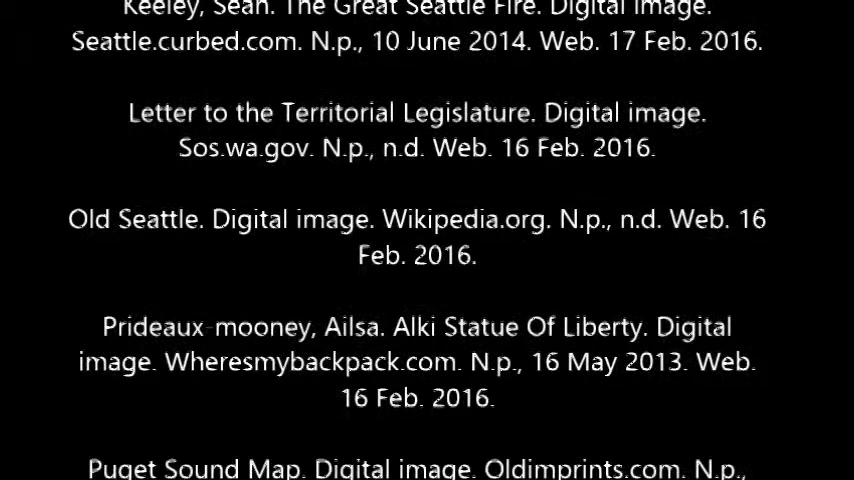 Keeley, Sean. The Great Seattle Fire. Digital image.
Seattle.curbed.com. N.p., 10 June 2014. Web. 17 Feb. 2016.
Letter to the Territorial Legislature. Digital image.
Sos.wa.gov. N.p., n.d. Web. 16 Feb. 2016.
Old Seattle. Digital image. Wikipedia.org. N.p., n.d. Web. 16
Feb. 2016.
Prideaux-mooney, Ailsa. Alki Statue Of Liberty. Digital
image. Wheresmybackpack.com. N.p., 16 May 2013. Web.
16 Feb. 2016.
Puget Sound Map. Digital image. Oldimprints.com. N.p.,